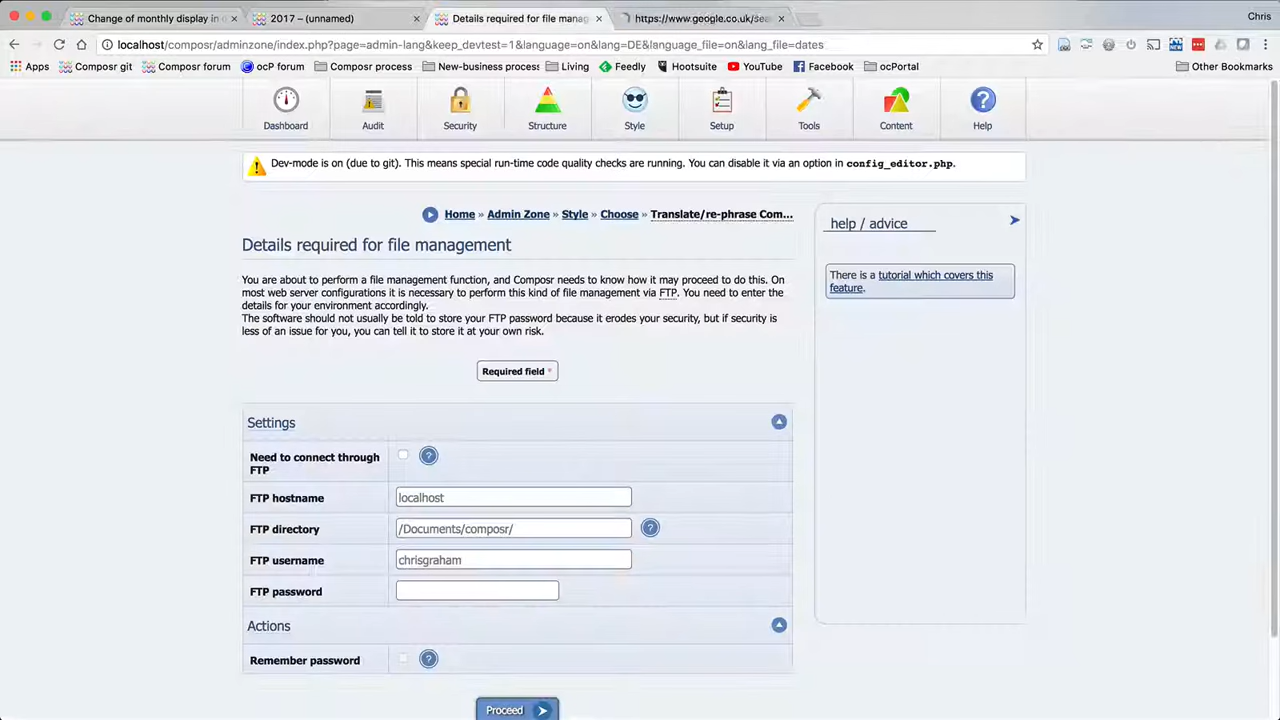 Change of monthly display in
2017 – (unnamed)
Details required for file manag
https://www.google.co.uk/sea
Chris
localhost/composr/adminzone/index.php?page=admin-lang&keep_devtest=1&language=on&lang=DE&language_file=on&lang_file=dates
Apps
Composr git
Composr forum
ocP forum
Composr process
New-business process
Living
Feedly
Hootsuite
YouTube
Facebook
ocPortal
Other Bookmarks
Dashboard
Audit
Security
Structure
Style
Setup
Tools
Content
Help
Dev-mode is on (due to git). This means special run-time code quality checks are running. You can disable it via an option in config_editor.php.
Home » Admin Zone » Style » Choose » Translate/re-phrase Com...
help / advice
Details required for file management
There is a tutorial which covers this
feature.
You are about to perform a file management function, and Composr needs to know how it may proceed to do this. On
most web server configurations it is necessary to perform this kind of file management via FTP. You need to enter the
details for your environment accordingly.
The software should not usually be told to store your FTP password because it erodes your security, but if security is
less of an issue for you, you can tell it to store it at your own risk.
Required field *
Settings
Need to connect through
FTP
FTP hostname
localhost
FTP directory
/Documents/composr/
FTP username
chrisgraham
FTP password
Actions
Remember password
Proceed